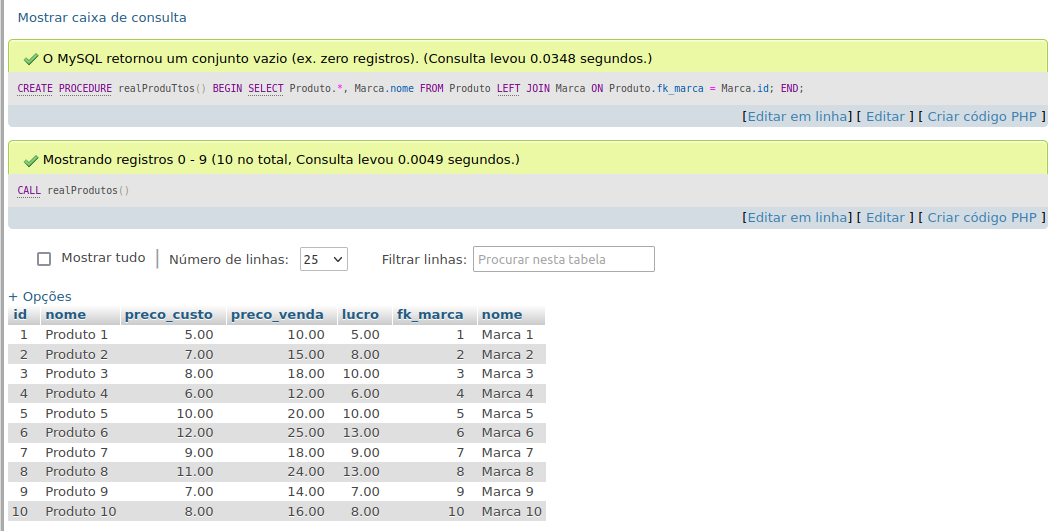 Mostrar caixa de consulta
O MySQL retornou um conjunto vazio (ex. zero registros). (Consulta levou 0.0348 segundos.)
CREATE PROCEDURE realProduTtos() BEGIN SELECT Produto.*, Marca.nome FROM Produto LEFT JOIN Marca ON Produto.fk_marca = Marca.id; END;
[Editar em linha] [ Editar ] [ Criar código PHP ]
Mostrando registros 0 - 9 (10 no total, Consulta levou 0.0049 segundos.)
CALL realProdutos()
[Editar em linha] [ Editar ] [ Criar código PHP ]
Mostrar tudo | Número de linhas: 25 Filtrar linhas: Procurar nesta tabela
+ Opções
id nome preco_custo preco_venda lucro fk_marca nome
1 Produto 1 5.00 10.00 5.00 1 Marca 1
2 Produto 2 7.00 15.00 8.00 2 Marca 2
3 Produto 3 8.00 18.00 10.00 3 Marca 3
4 Produto 4 6.00 12.00 6.00 4 Marca 4
5 Produto 5 10.00 20.00 10.00 5 Marca 5
6 Produto 6 12.00 25.00 13.00 6 Marca 6
7 Produto 7 9.00 18.00 9.00 7 Marca 7
8 Produto 8 11.00 24.00 13.00 8 Marca 8
9 Produto 9 7.00 14.00 7.00 9 Marca 9
10 Produto 10 8.00 16.00 8.00 10 Marca 10